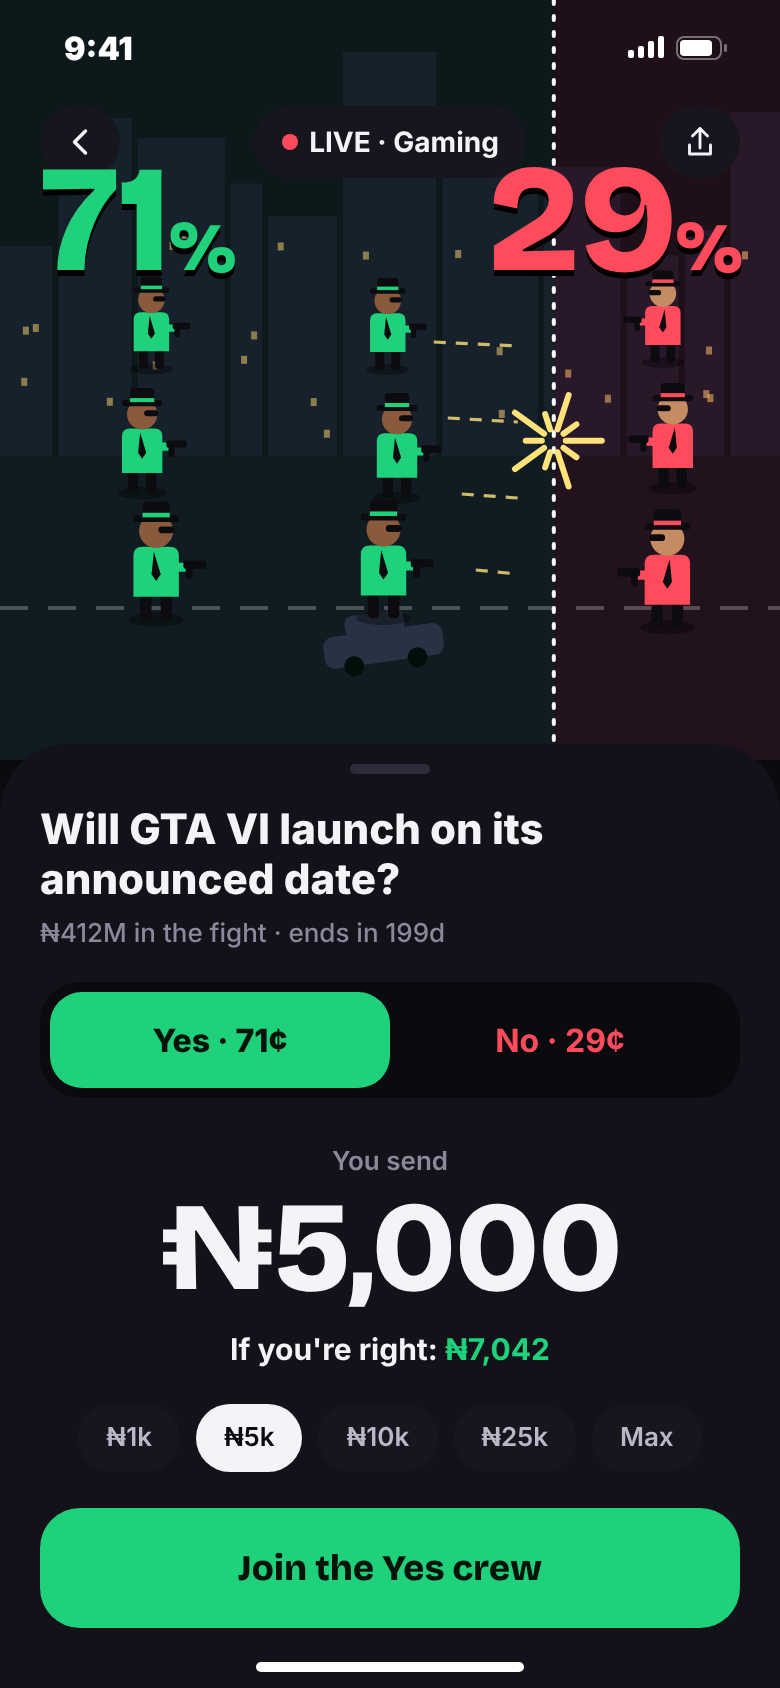 9:41
LIVE · Gaming
71%
29%
Will GTA VI launch on its
announced date?
₦412M in the fight · ends in 199d
Yes · 71¢
No · 29¢
You send
₦5,000
If you're right: ₦7,042
₦1k
₦5k
₦10k
₦25k
Max
Join the Yes crew